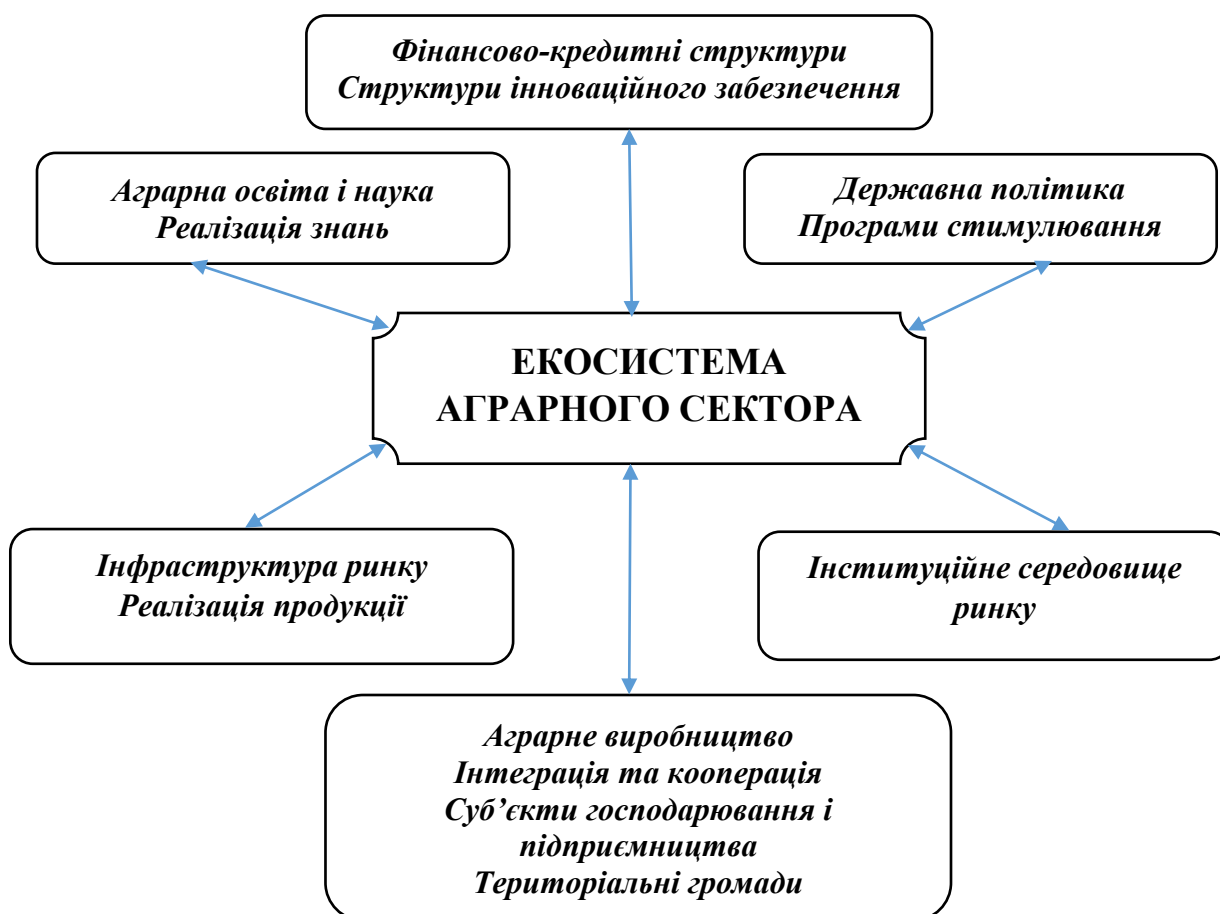 Фінансово-кредитні структури
Структури інноваційного забезпечення
Аграрна освіта і наука
Реалізація знань
Державна політика
Програми стимулювання
ЕКОСИСТЕМА
АГРАРНОГО СЕКТОРА
Інфраструктура ринку
Реалізація продукції
Інституційне середовище
ринку
Аграрне виробництво
Інтеграція та кооперація
Суб’єкти господарювання і
підприємництва
Територіальні громади